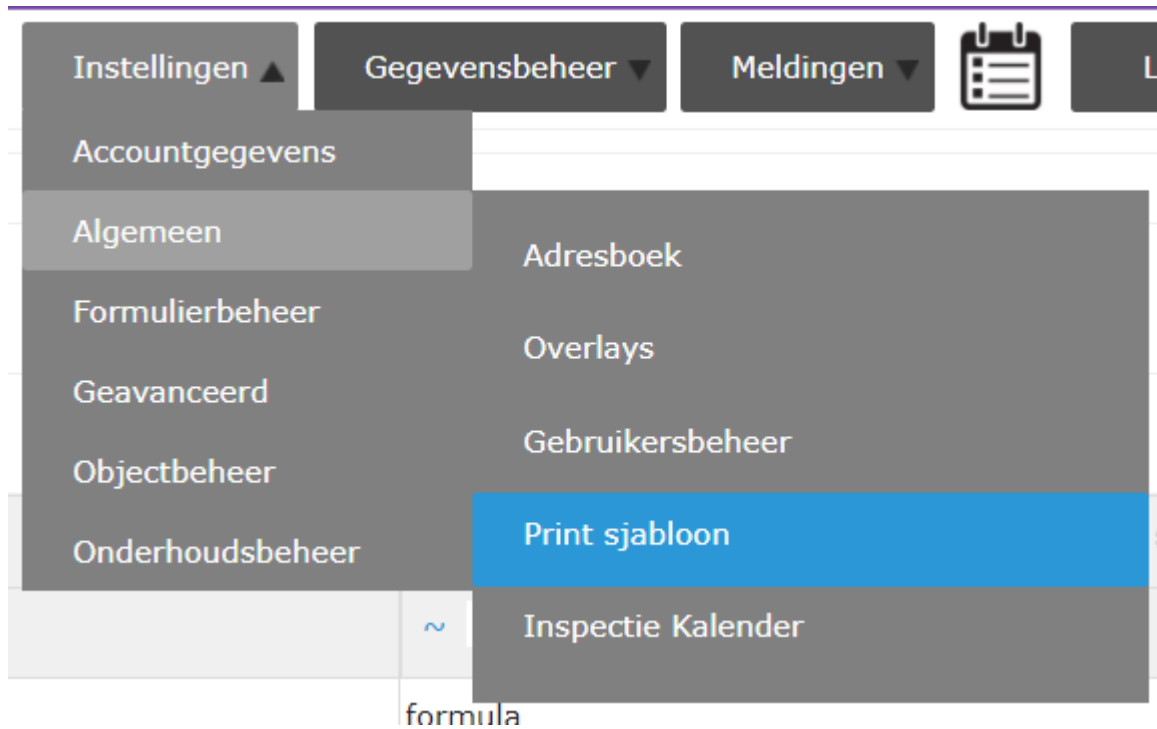 Instellingen ▲ Gegevensbeheer ▼ Meldingen ▼ L
Accountgegevens
Algemeen
Adresboek
Formulierbeheer
Overlays
Geavanceerd
Gebruikersbeheer
Objectbeheer
Print sjabloon
Onderhoudsbeheer
~ Inspectie Kalender
formula